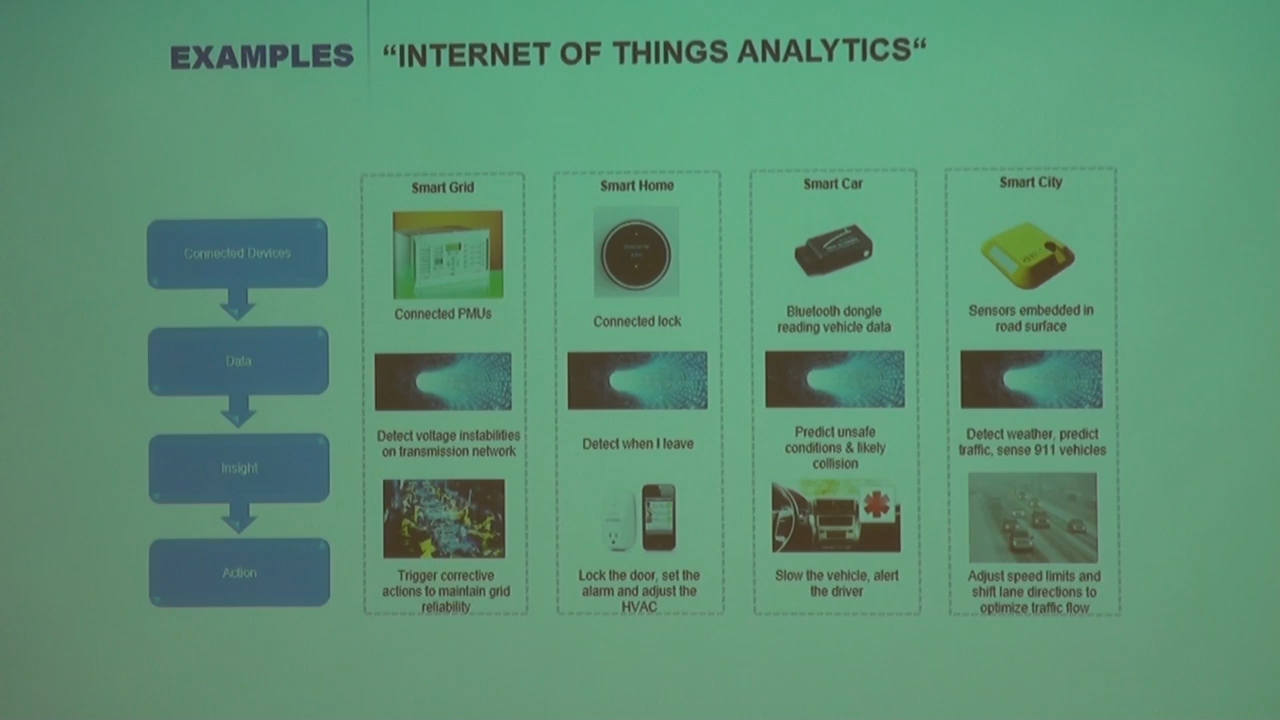 EXAMPLES
“INTERNET OF THINGS ANALYTICS“
Connected Devices
Data
Insight
Action
Smart Grid
Connected PMUs
Detect voltage instabilities
on transmission network
Trigger corrective
actions to maintain grid
reliability
Smart Home
Connected lock
Detect when I leave
Lock the door, set the
alarm and adjust the
HVAC
Smart Car
Bluetooth dongle
reading vehicle data
Predict unsafe
conditions & likely
collision
Slow the vehicle, alert
the driver
Smart City
Sensors embedded in
road surface
Detect weather, predict
traffic, sense 911 vehicles
Adjust speed limits and
shift lane directions to
optimize traffic flow